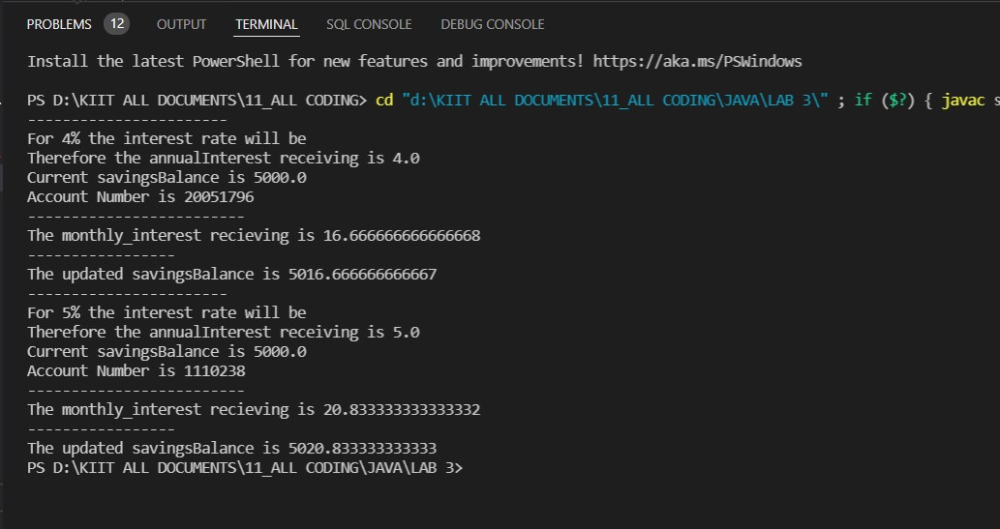 PROBLEMS 12 OUTPUT TERMINAL SQL CONSOLE DEBUG CONSOLE
Install the latest PowerShell for new features and improvements! https://aka.ms/PSWindows
PS D:\KIIT ALL DOCUMENTS\11_ALL CODING> cd "d:\KIIT ALL DOCUMENTS\11_ALL CODING\JAVA\LAB 3\" ; if ($?) { javac s
-----------------------
For 4% the interest rate will be
Therefore the annualInterest receiving is 4.0
Current savingsBalance is 5000.0
Account Number is 20051796
-------------------------
The monthly_interest recieving is 16.666666666666668
-----------------
The updated savingsBalance is 5016.666666666667
-----------------------
For 5% the interest rate will be
Therefore the annualInterest receiving is 5.0
Current savingsBalance is 5000.0
Account Number is 1110238
-------------------------
The monthly_interest recieving is 20.833333333333332
-----------------
The updated savingsBalance is 5020.833333333333
PS D:\KIIT ALL DOCUMENTS\11_ALL CODING\JAVA\LAB 3>